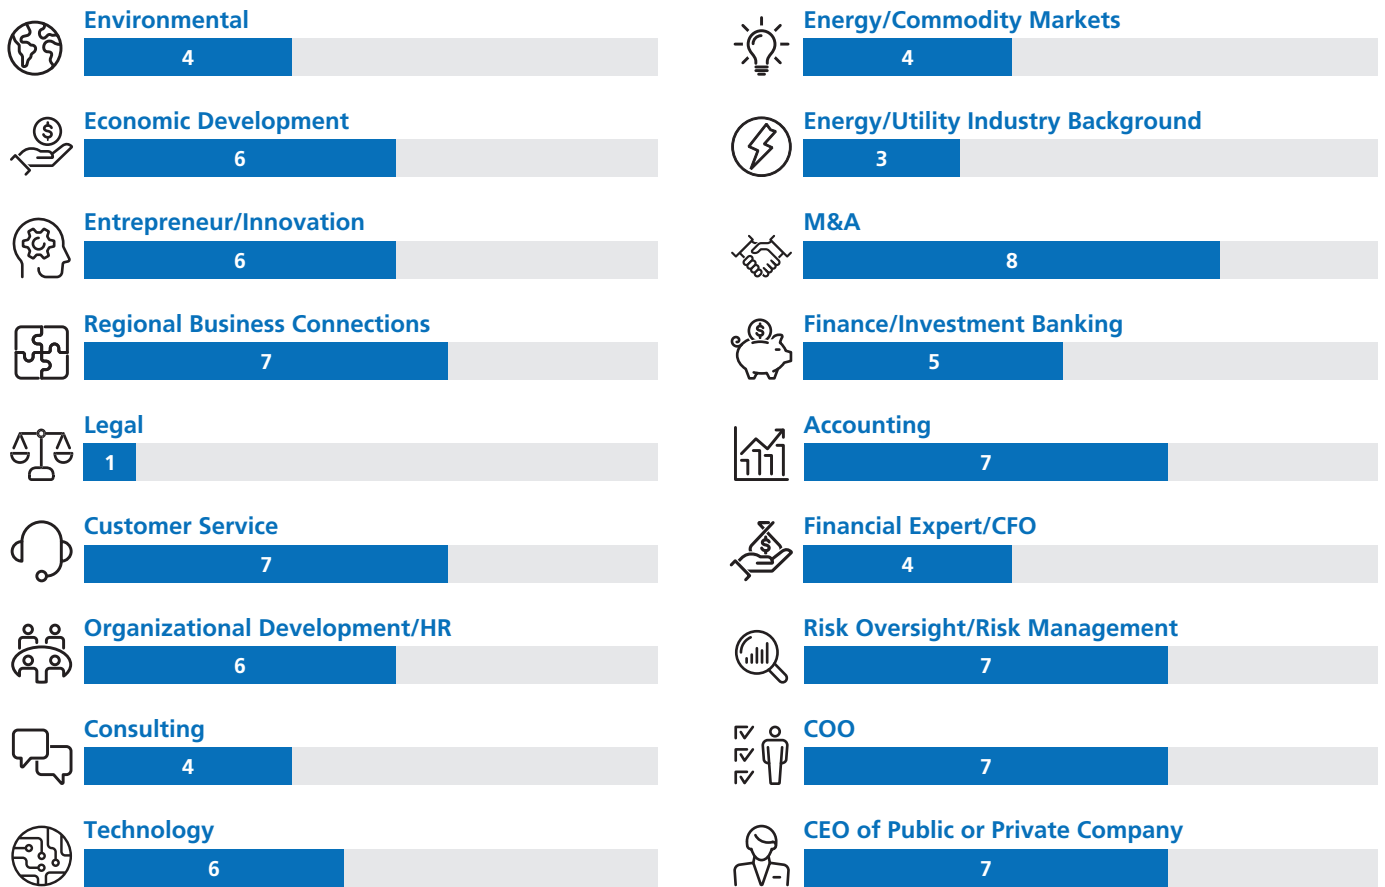 Environmental
4
Economic Development
6
Entrepreneur/Innovation
6
Regional Business Connections
7
Legal
1
Customer Service
7
Organizational Development/HR
6
Consulting
4
Technology
6
Energy/Commodity Markets
4
Energy/Utility Industry Background
3
M&A
8
Finance/Investment Banking
5
Accounting
7
Financial Expert/CFO
4
Risk Oversight/Risk Management
7
COO
7
CEO of Public or Private Company
7